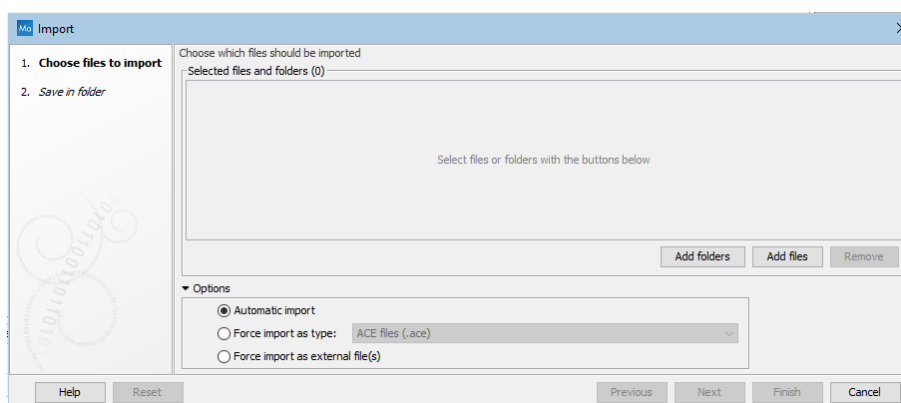 Ma Import
1. Choose files to import
2. Save in folder
Choose which files should be imported
Selected files and folders (0)
Select files or folders with the buttons below
Add folders Add files Remove
Options
Automatic import
Force import as type: ACE files (.ace)
Force import as external file(s)
Help Reset Previous Next Finish Cancel